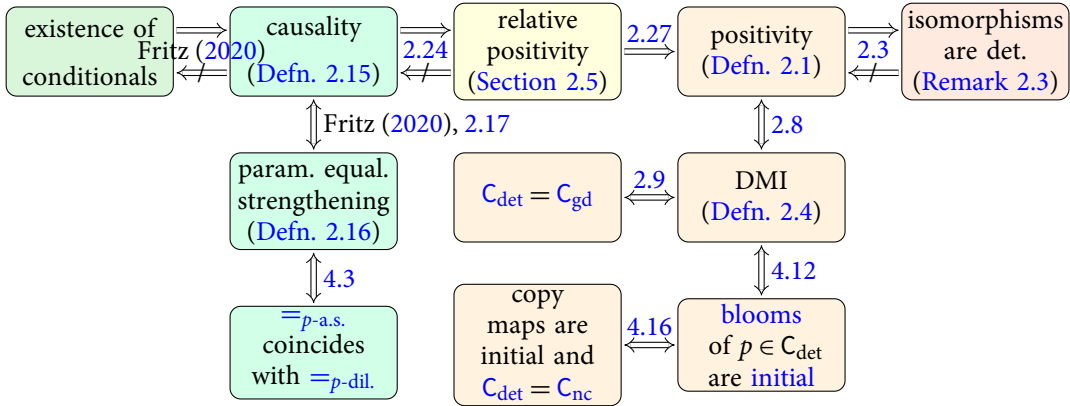 existence of
conditionals
Fritz (2020)
causality
(Defn. 2.15)
2.24
relative
positivity
(Section 2.5)
2.27
positivity
(Defn. 2.1)
2.3
isomorphisms
are det.
(Remark 2.3)
Fritz (2020), 2.17
2.8
param. equal.
strengthening
(Defn. 2.16)
C_det = C_gd
2.9
DMI
(Defn. 2.4)
4.3
4.12
=_p-a.s.
coincides
with =_p-dil.
copy
maps are
initial and
C_det = C_nc
4.16
blooms
of p ∈ C_det
are initial